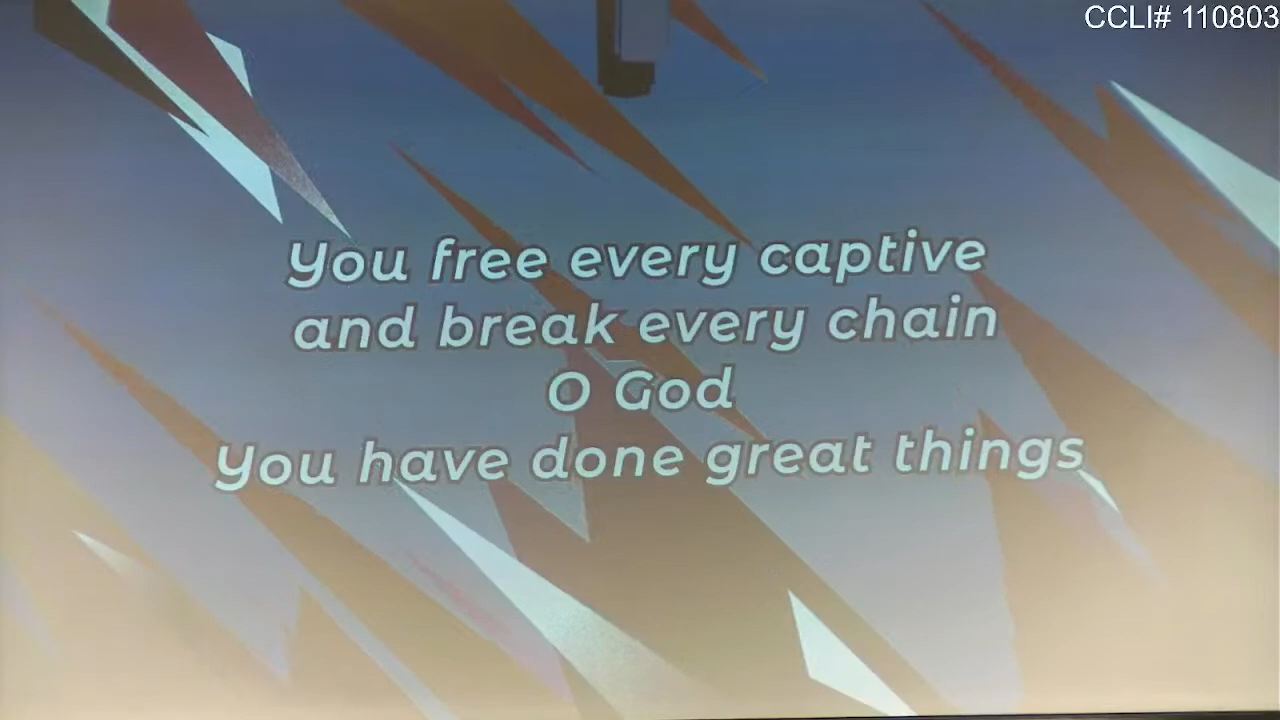 CCLI# 110803
You free every captive
and break every chain
O God
You have done great things